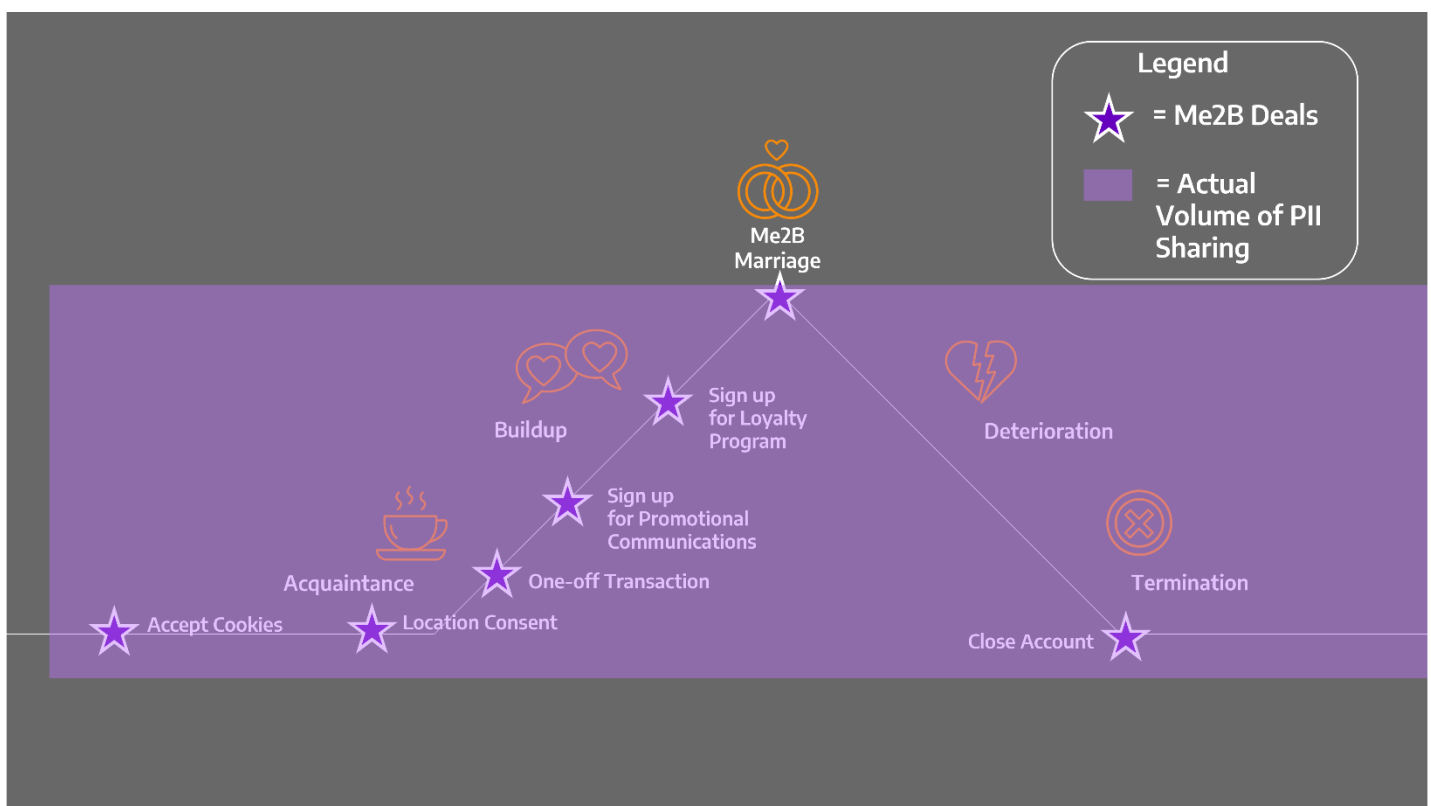 Legend
= Me2B Deals
= Actual
Volume of PII
Sharing
Me2B
Marriage
Sign up
for Loyalty
Program
Buildup
Deterioration
Sign up
for Promotional
Communications
Acquaintance
One-off Transaction
Termination
Accept Cookies
Location Consent
Close Account